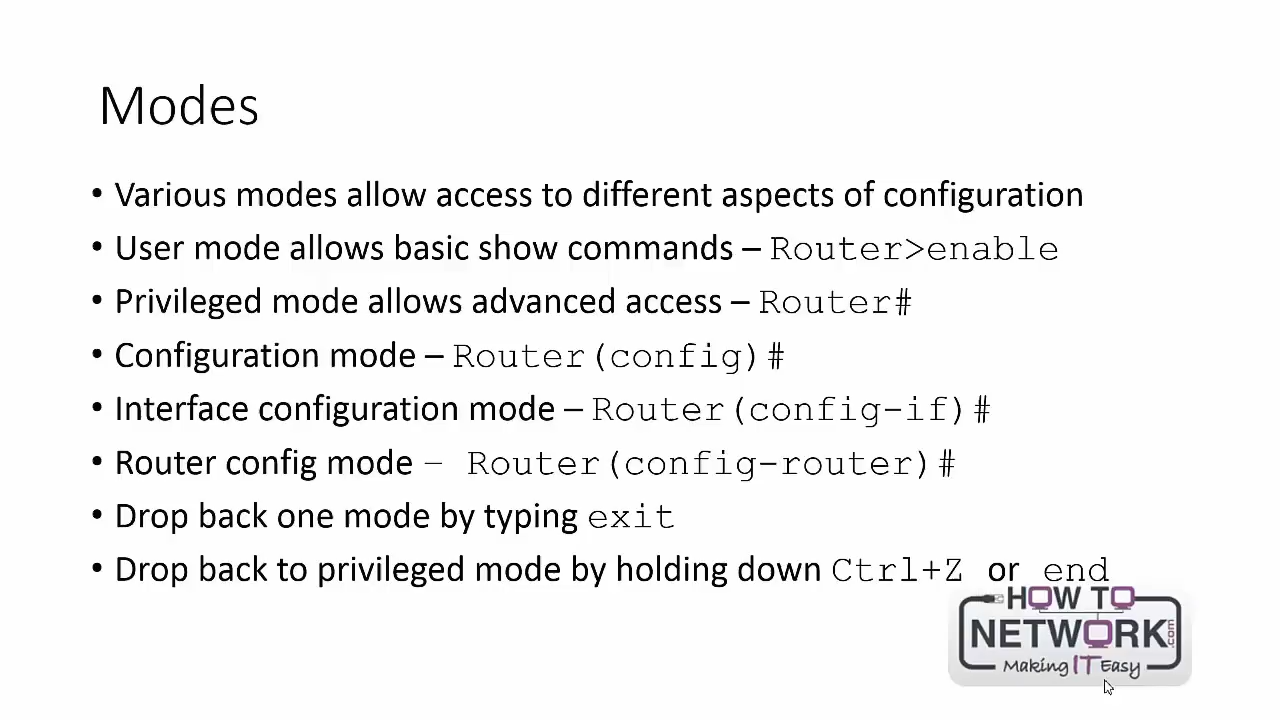 Modes
• Various modes allow access to different aspects of configuration
• User mode allows basic show commands – Router>enable
• Privileged mode allows advanced access – Router#
• Configuration mode – Router(config)#
• Interface configuration mode – Router(config-if)#
• Router config mode – Router(config-router)#
• Drop back one mode by typing exit
• Drop back to privileged mode by holding down Ctrl+Z or end
HOW TO
NETWORK.com
Making IT Easy